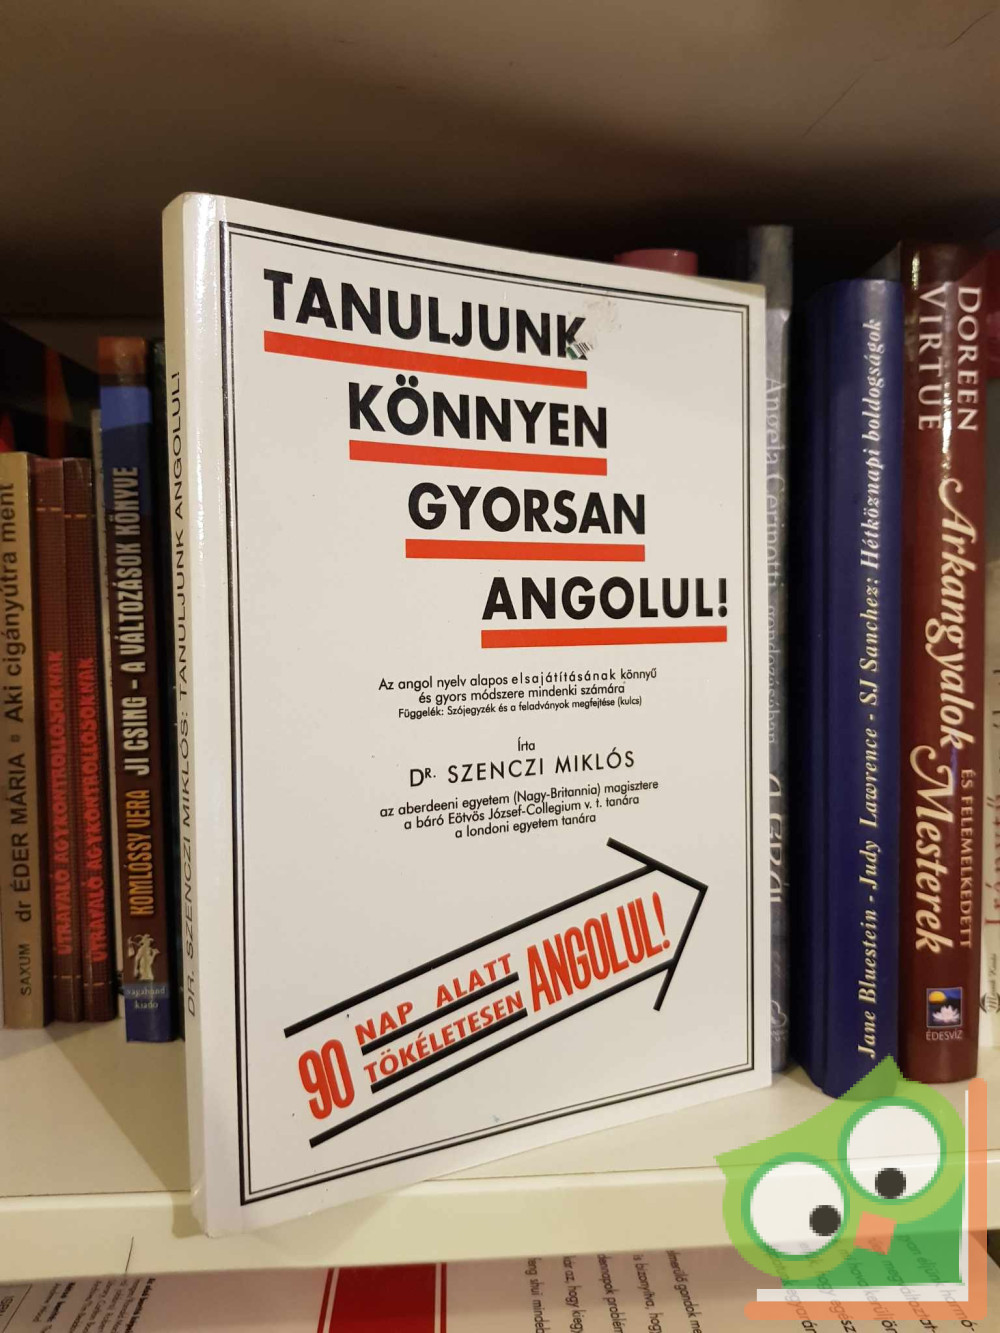 TANULJUNK
KÖNNYEN
GYORSAN
ANGOLUL!
Az angol nyelv alapos elsajátításának könnyű
és gyors módszere mindenki számára
Függelék: Szójegyzék és a feladványok megfejtése (kulcs)
Írta
DR. SZENCZI MIKLÓS
az aberdeeni egyetem (Nagy-Britannia) magisztere
a báró Eötvös József-Collegium v. t. tanára
a londoni egyetem tanára
90 NAP ALATT
TÖKÉLETESEN
ANGOLUL!
DR. SZENCZI MIKLÓS: TANULJUNK ANGOLUL!
SAXUM dr ÉDER MÁRIA Aki cigányútra ment
ÚTRAVALÓ AGYKONTROLLOSOKNAK
ÚTRAVALÓ AGYKONTROLLOSOKNAK
KOMLÓSSY VERA JI CSING - A VÁLTOZÁSOK KÖNYVE
vagabund
kiadó
Jane Bluestein - Judy Lawrence - SJ Sanchez: Hétköznapi boldogságok
DOREEN
VIRTUE
Arkangyalok
ÉS FELEMELKEDETT
Mesterek
ÉDESVÍZ